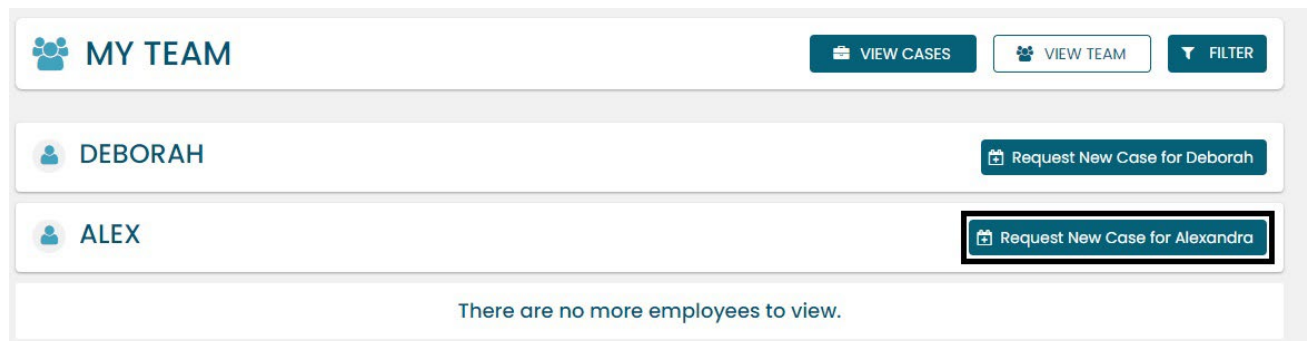 MY TEAM
VIEW CASES
VIEW TEAM
FILTER
DEBORAH
Request New Case for Deborah
ALEX
Request New Case for Alexandra
There are no more employees to view.